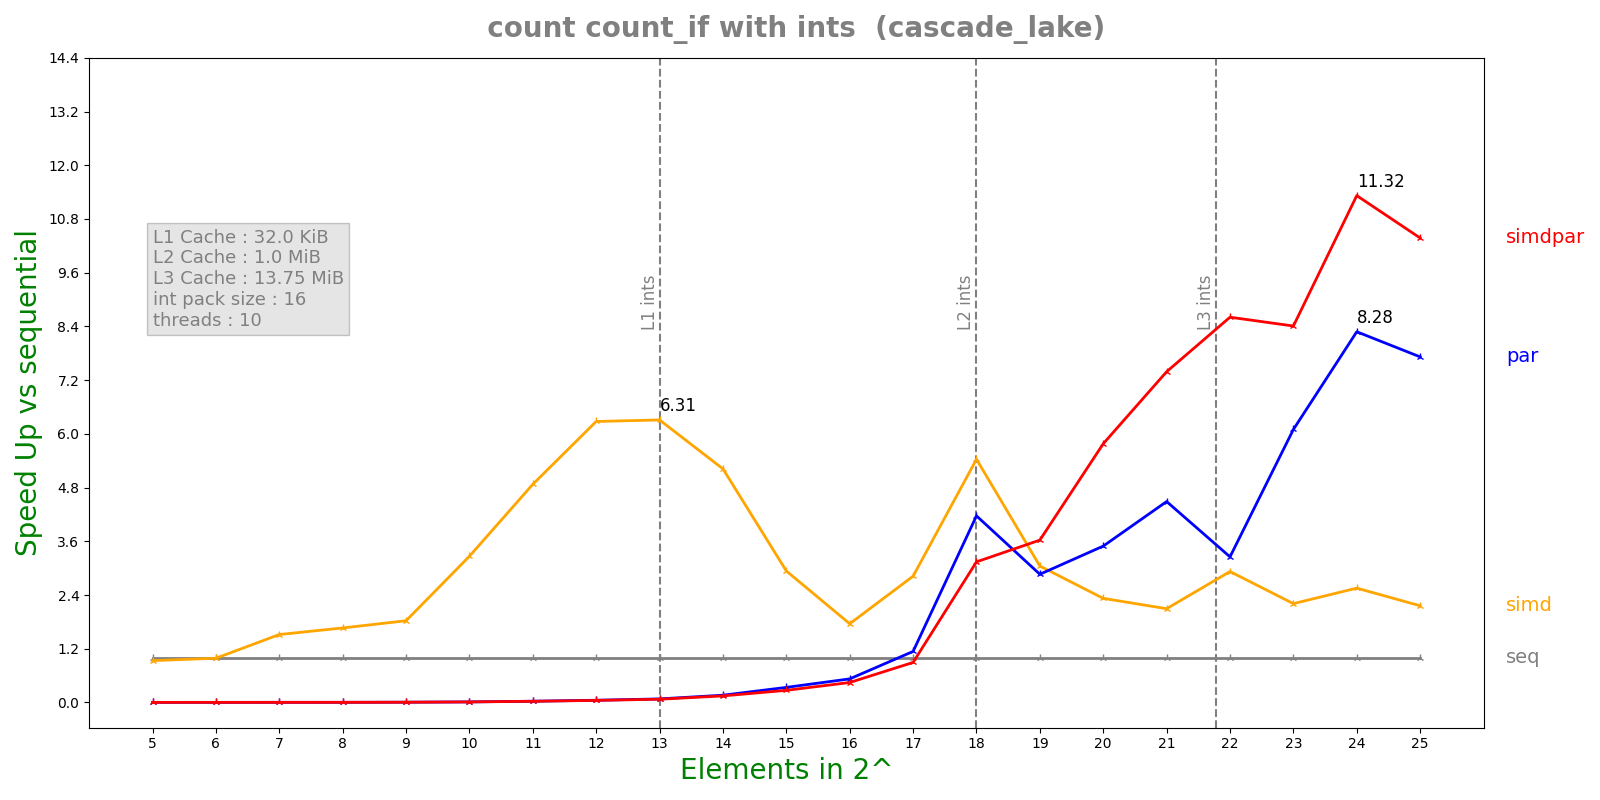 count count_if with ints  (cascade_lake)
Speed Up vs sequential
14.4
13.2
12.0
10.8
9.6
8.4
7.2
6.0
4.8
3.6
2.4
1.2
0.0
L1 Cache : 32.0 KiB
L2 Cache : 1.0 MiB
L3 Cache : 13.75 MiB
int pack size : 16
threads : 10
L1 ints
L2 ints
L3 ints
6.31
11.32
8.28
simdpar
par
simd
seq
5 6 7 8 9 10 11 12 13 14 15 16 17 18 19 20 21 22 23 24 25
Elements in 2^